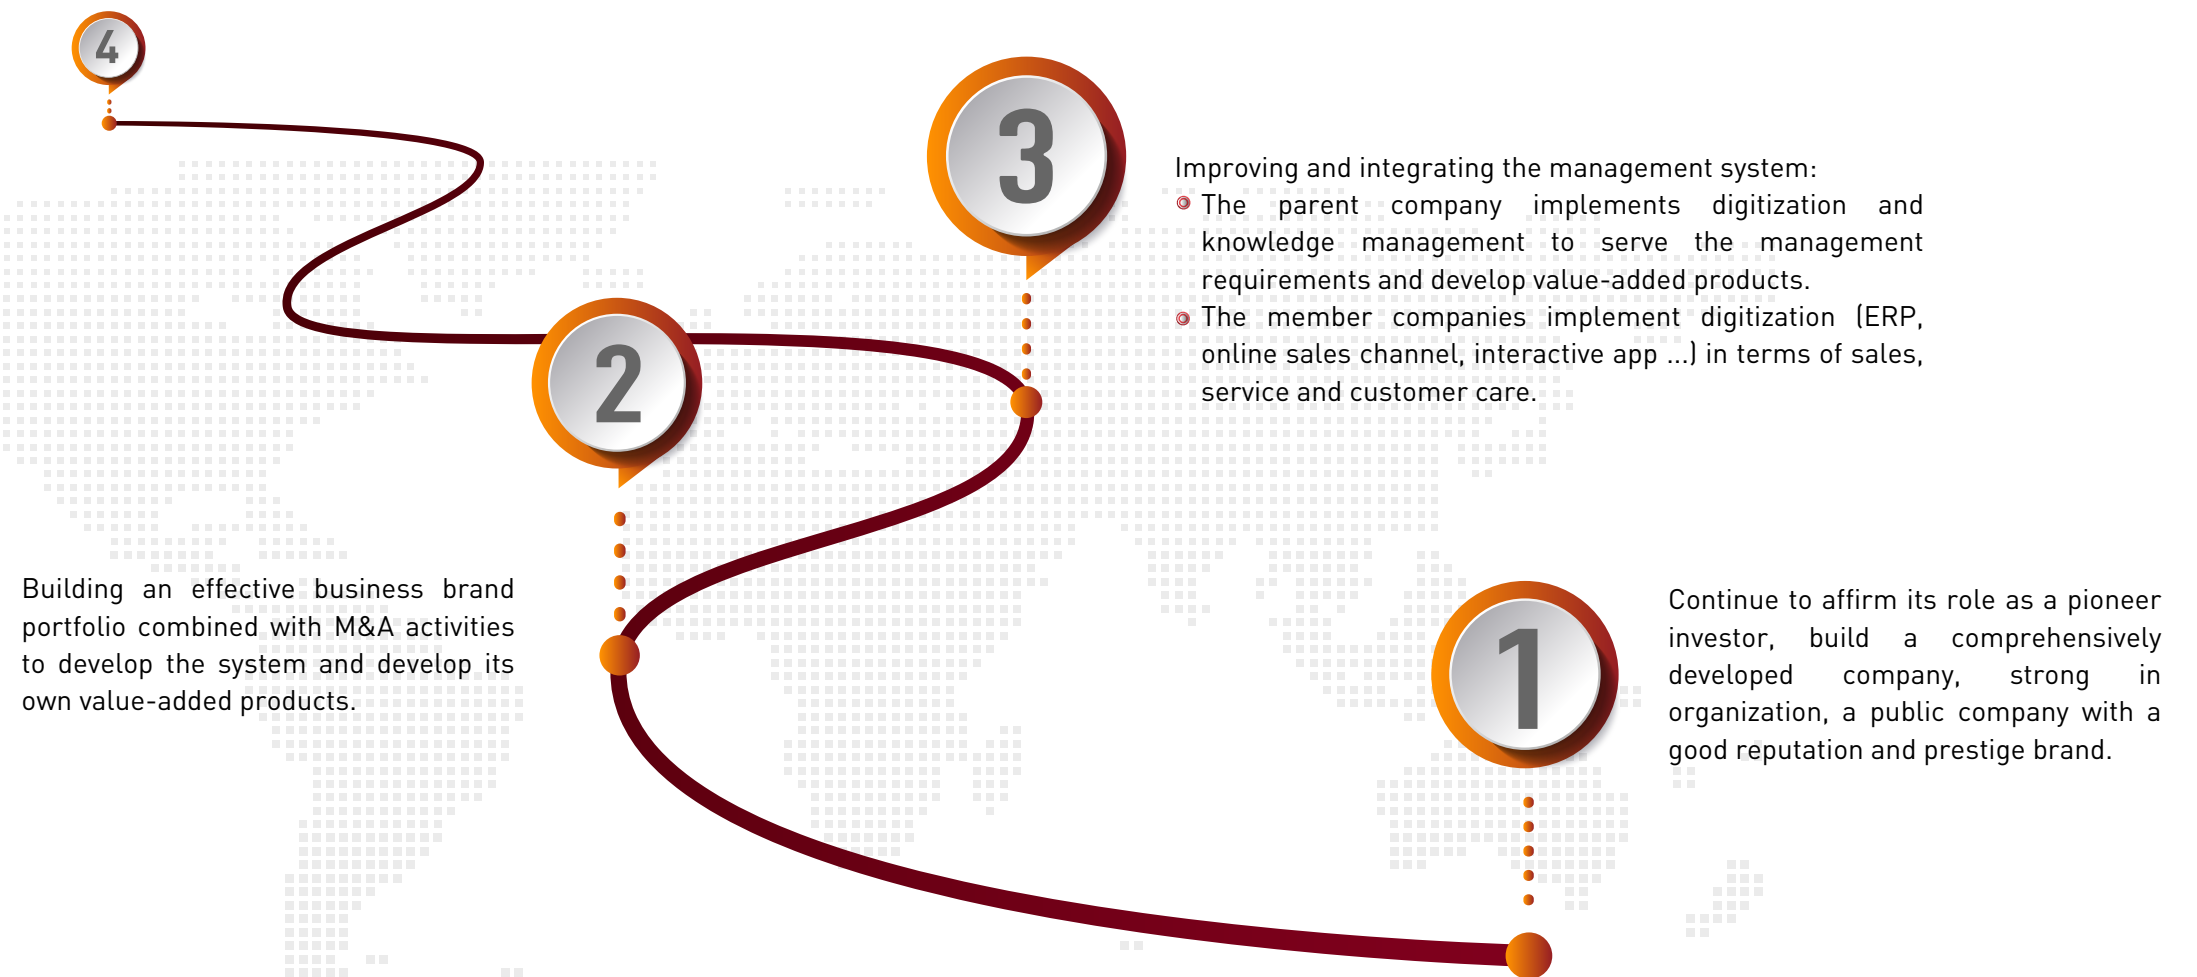 4
3
Improving and integrating the management system:
The parent company implements digitization and
knowledge management to serve the management
requirements and develop value-added products.
The member companies implement digitization (ERP,
online sales channel, interactive app ...) in terms of sales,
service and customer care.
2
Building an effective business brand
portfolio combined with M&A activities
to develop the system and develop its
own value-added products.
1
Continue to affirm its role as a pioneer
investor, build a comprehensively
developed company, strong in
organization, a public company with a
good reputation and prestige brand.